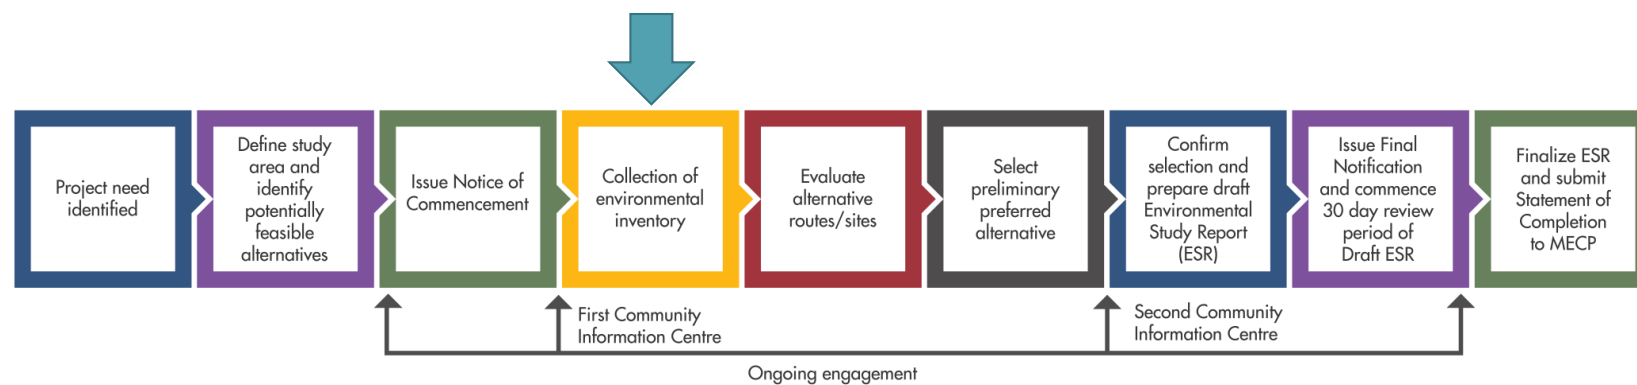 Project need
identified
Define study
area and
identify
potentially
feasible
alternatives
Issue Notice of
Commencement
Collection of
environmental
inventory
Evaluate
alternative
routes/sites
Select
preliminary
preferred
alternative
Confirm
selection and
prepare draft
Environmental
Study Report
(ESR)
Issue Final
Notification
and commence
30 day review
period of
Draft ESR
Finalize ESR
and submit
Statement of
Completion
to MECP
First Community
Information Centre
Second Community
Information Centre
Ongoing engagement